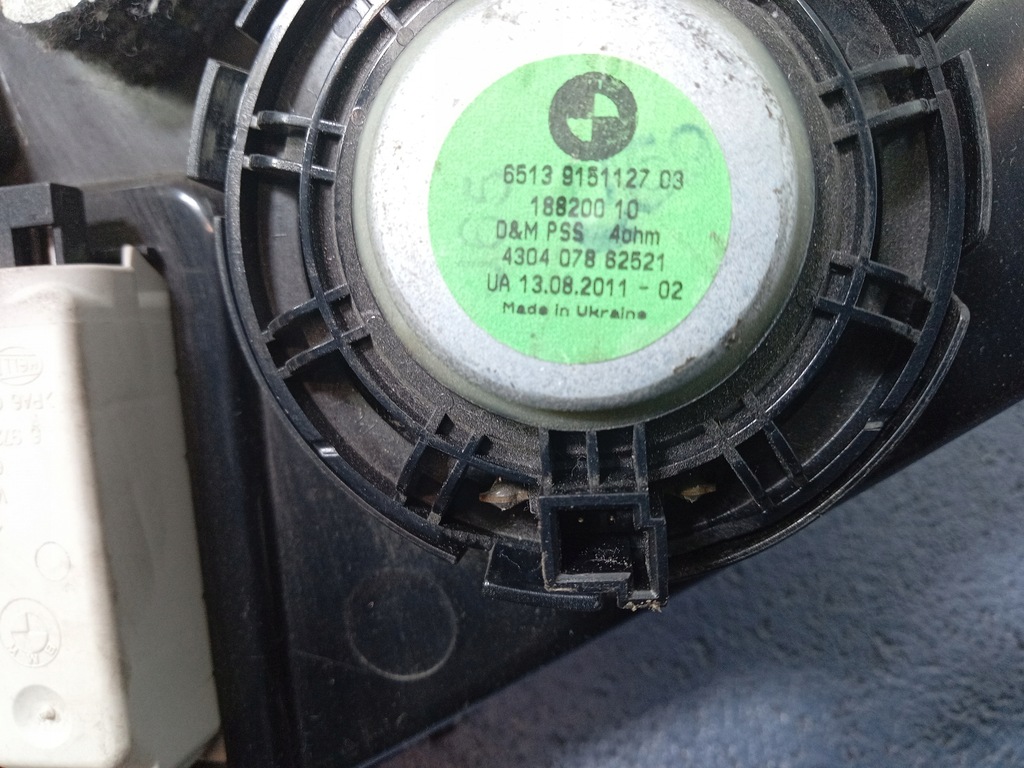 6513 9151127 03
188200 10
D&M PSS 4ohm
4304 078 62521
UA 13.08.2011 - 02
Made in Ukraine